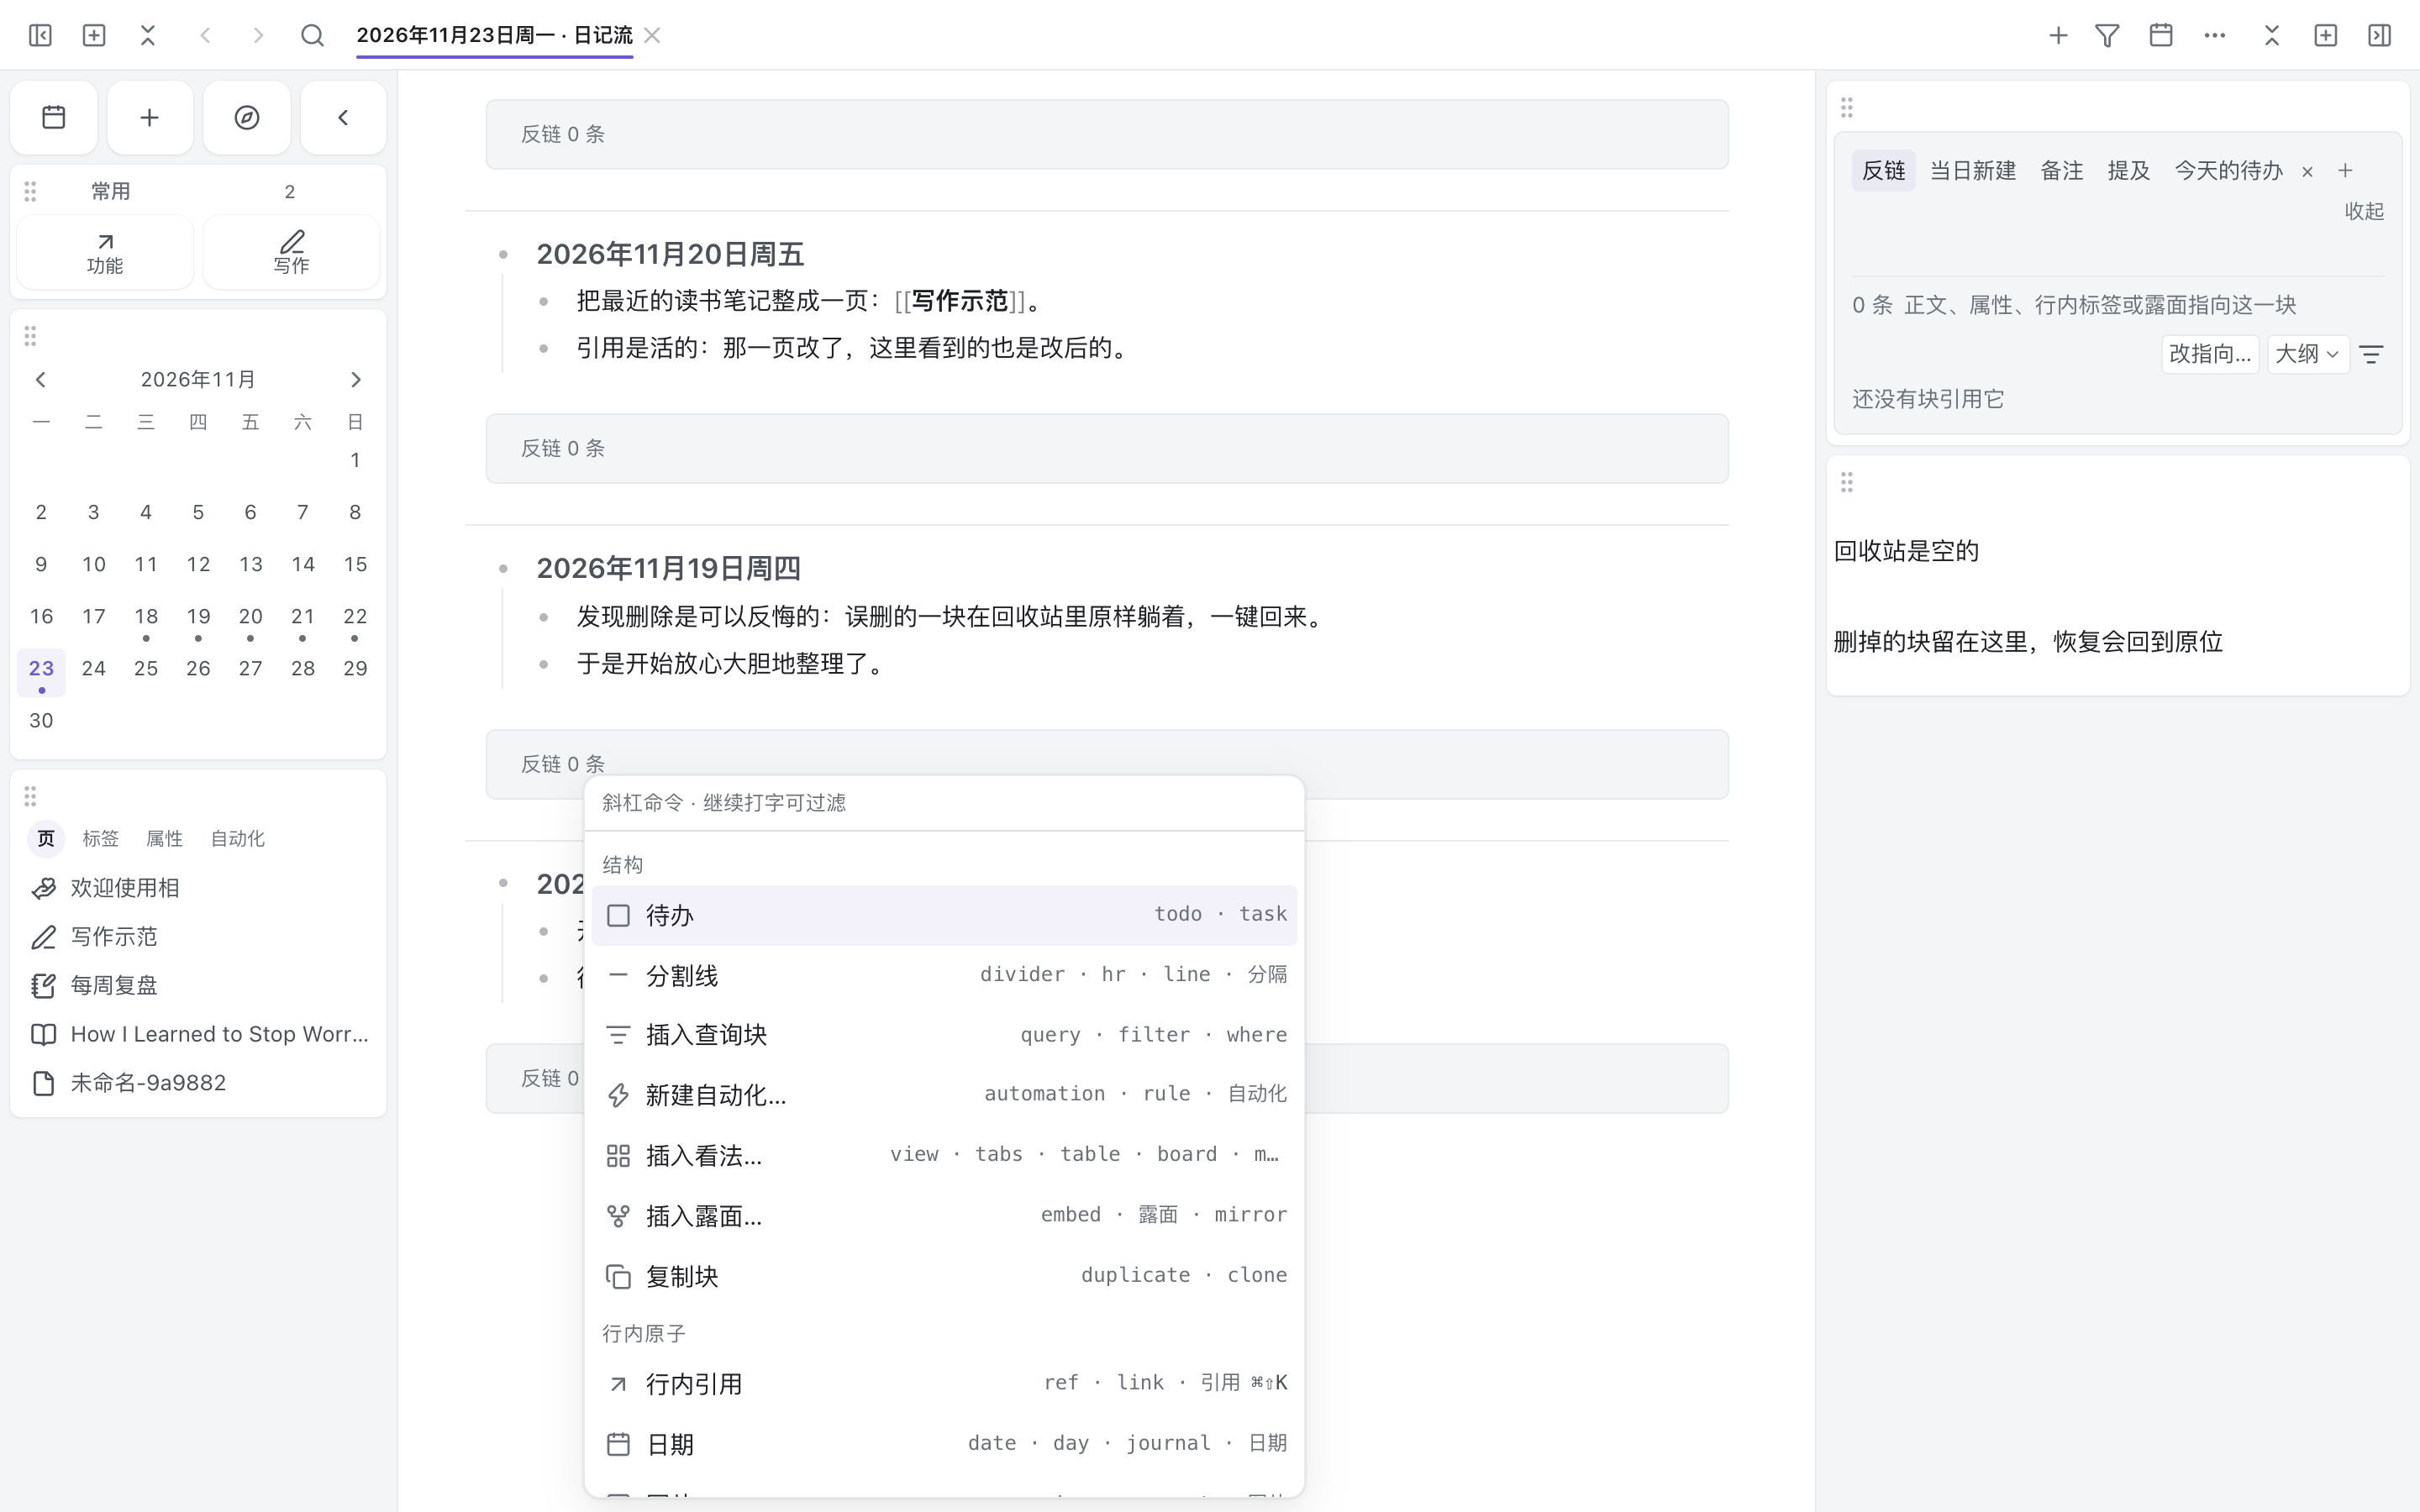 2026年11月23日周一 · 日记流
常用 2
功能 写作
2026年11月
一 二 三 四 五 六 日
1
2 3 4 5 6 7 8
9 10 11 12 13 14 15
16 17 18 19 20 21 22
23 24 25 26 27 28 29
30
页 标签 属性 自动化
欢迎使用相
写作示范
每周复盘
How I Learned to Stop Worr...
未命名-9a9882
反链 0 条
2026年11月20日周五
把最近的读书笔记整成一页：[[写作示范]]。
引用是活的：那一页改了，这里看到的也是改后的。
反链 0 条
2026年11月19日周四
发现删除是可以反悔的：误删的一块在回收站里原样躺着，一键回来。
于是开始放心大胆地整理了。
反链 0 条
202
反链 0
斜杠命令 · 继续打字可过滤
结构
待办 todo · task
分割线 divider · hr · line · 分隔
插入查询块 query · filter · where
新建自动化... automation · rule · 自动化
插入看法... view · tabs · table · board · m…
插入露面... embed · 露面 · mirror
复制块 duplicate · clone
行内原子
行内引用 ref · link · 引用 ⌘⇧K
日期 date · day · journal · 日期
反链 当日新建 备注 提及 今天的待办 × +
收起
0 条 正文、属性、行内标签或露面指向这一块
改指向... 大纲
还没有块引用它
回收站是空的
删掉的块留在这里，恢复会回到原位